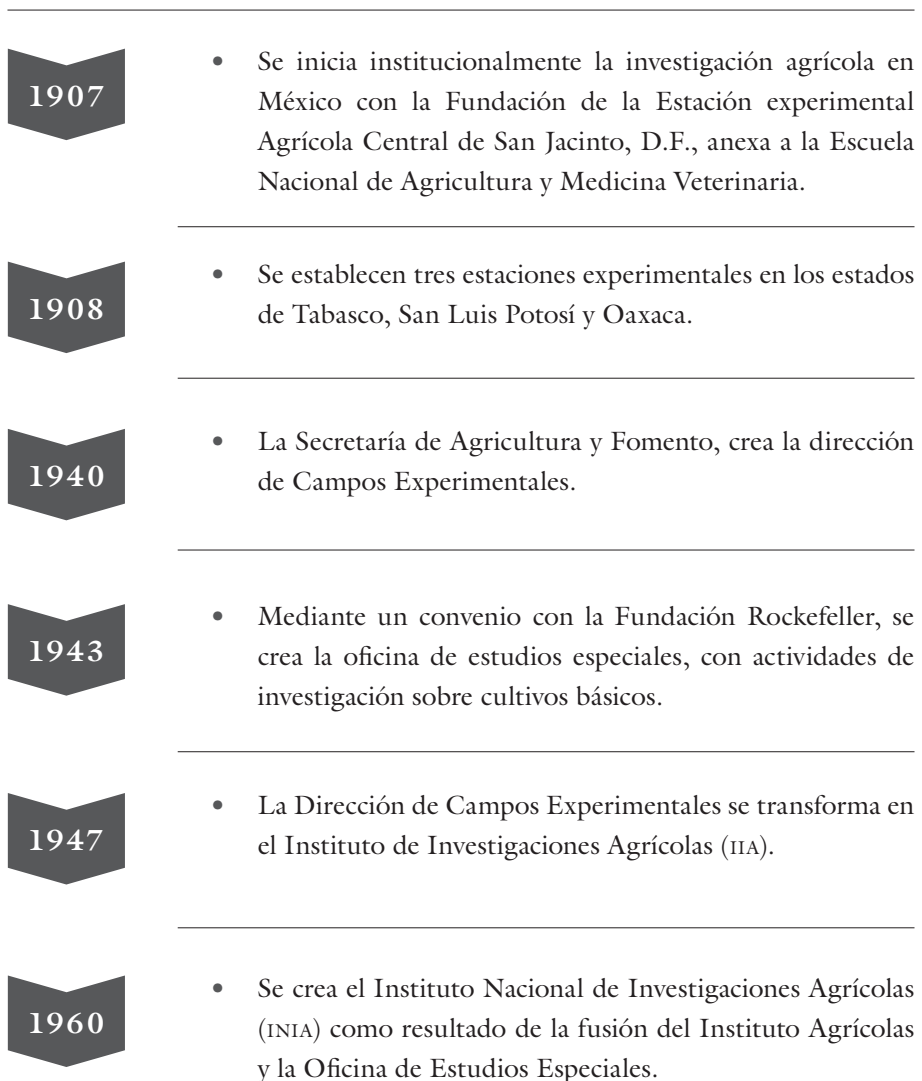 1907
• Se inicia institucionalmente la investigación agrícola en
México con la Fundación de la Estación experimental
Agrícola Central de San Jacinto, D.F., anexa a la Escuela
Nacional de Agricultura y Medicina Veterinaria.
1908
• Se establecen tres estaciones experimentales en los estados
de Tabasco, San Luis Potosí y Oaxaca.
1940
• La Secretaría de Agricultura y Fomento, crea la dirección
de Campos Experimentales.
1943
• Mediante un convenio con la Fundación Rockefeller, se
crea la oficina de estudios especiales, con actividades de
investigación sobre cultivos básicos.
1947
• La Dirección de Campos Experimentales se transforma en
el Instituto de Investigaciones Agrícolas (IIA).
1960
• Se crea el Instituto Nacional de Investigaciones Agrícolas
(INIA) como resultado de la fusión del Instituto Agrícolas
y la Oficina de Estudios Especiales.